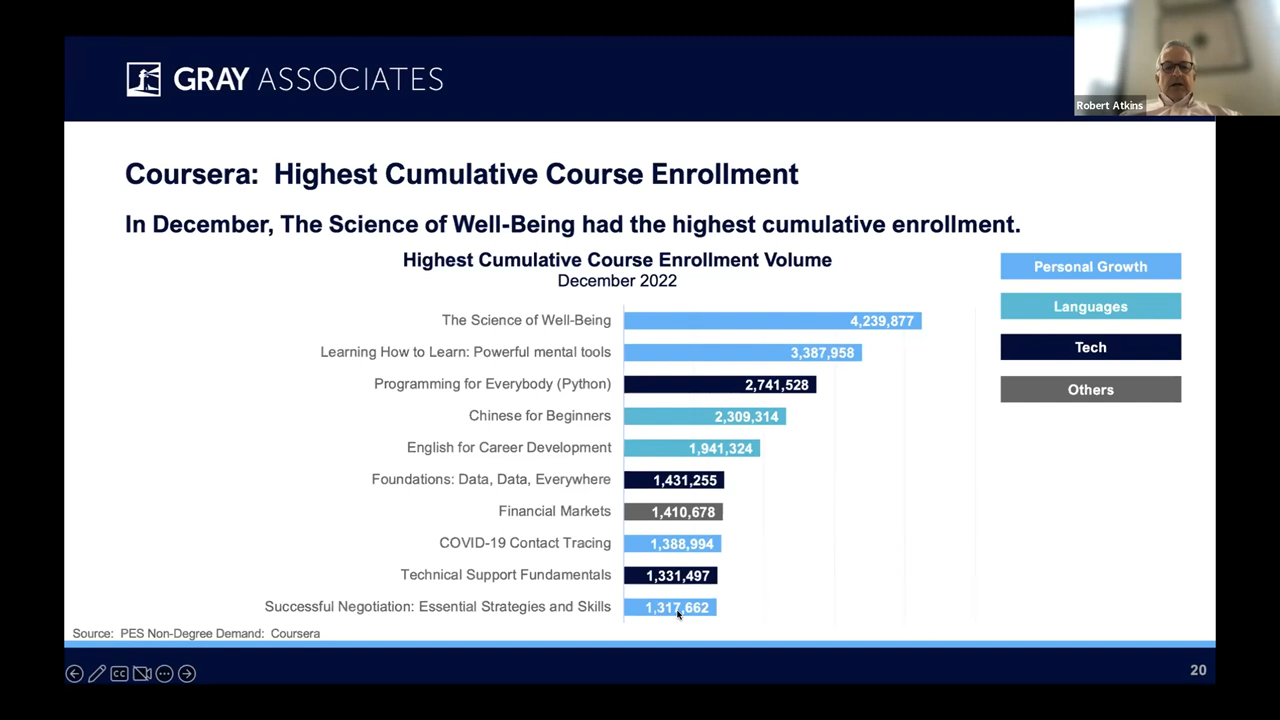 GRAY ASSOCIATES
Robert Atkins
Coursera: Highest Cumulative Course Enrollment
In December, The Science of Well-Being had the highest cumulative enrollment.
Highest Cumulative Course Enrollment Volume
December 2022
Personal Growth
Languages
Tech
Others
The Science of Well-Being 4,239,877
Learning How to Learn: Powerful mental tools 3,387,958
Programming for Everybody (Python) 2,741,528
Chinese for Beginners 2,309,314
English for Career Development 1,941,324
Foundations: Data, Data, Everywhere 1,431,255
Financial Markets 1,410,678
COVID-19 Contact Tracing 1,388,994
Technical Support Fundamentals 1,331,497
Successful Negotiation: Essential Strategies and Skills 1,317,662
Source: PES Non-Degree Demand: Coursera
CC
20